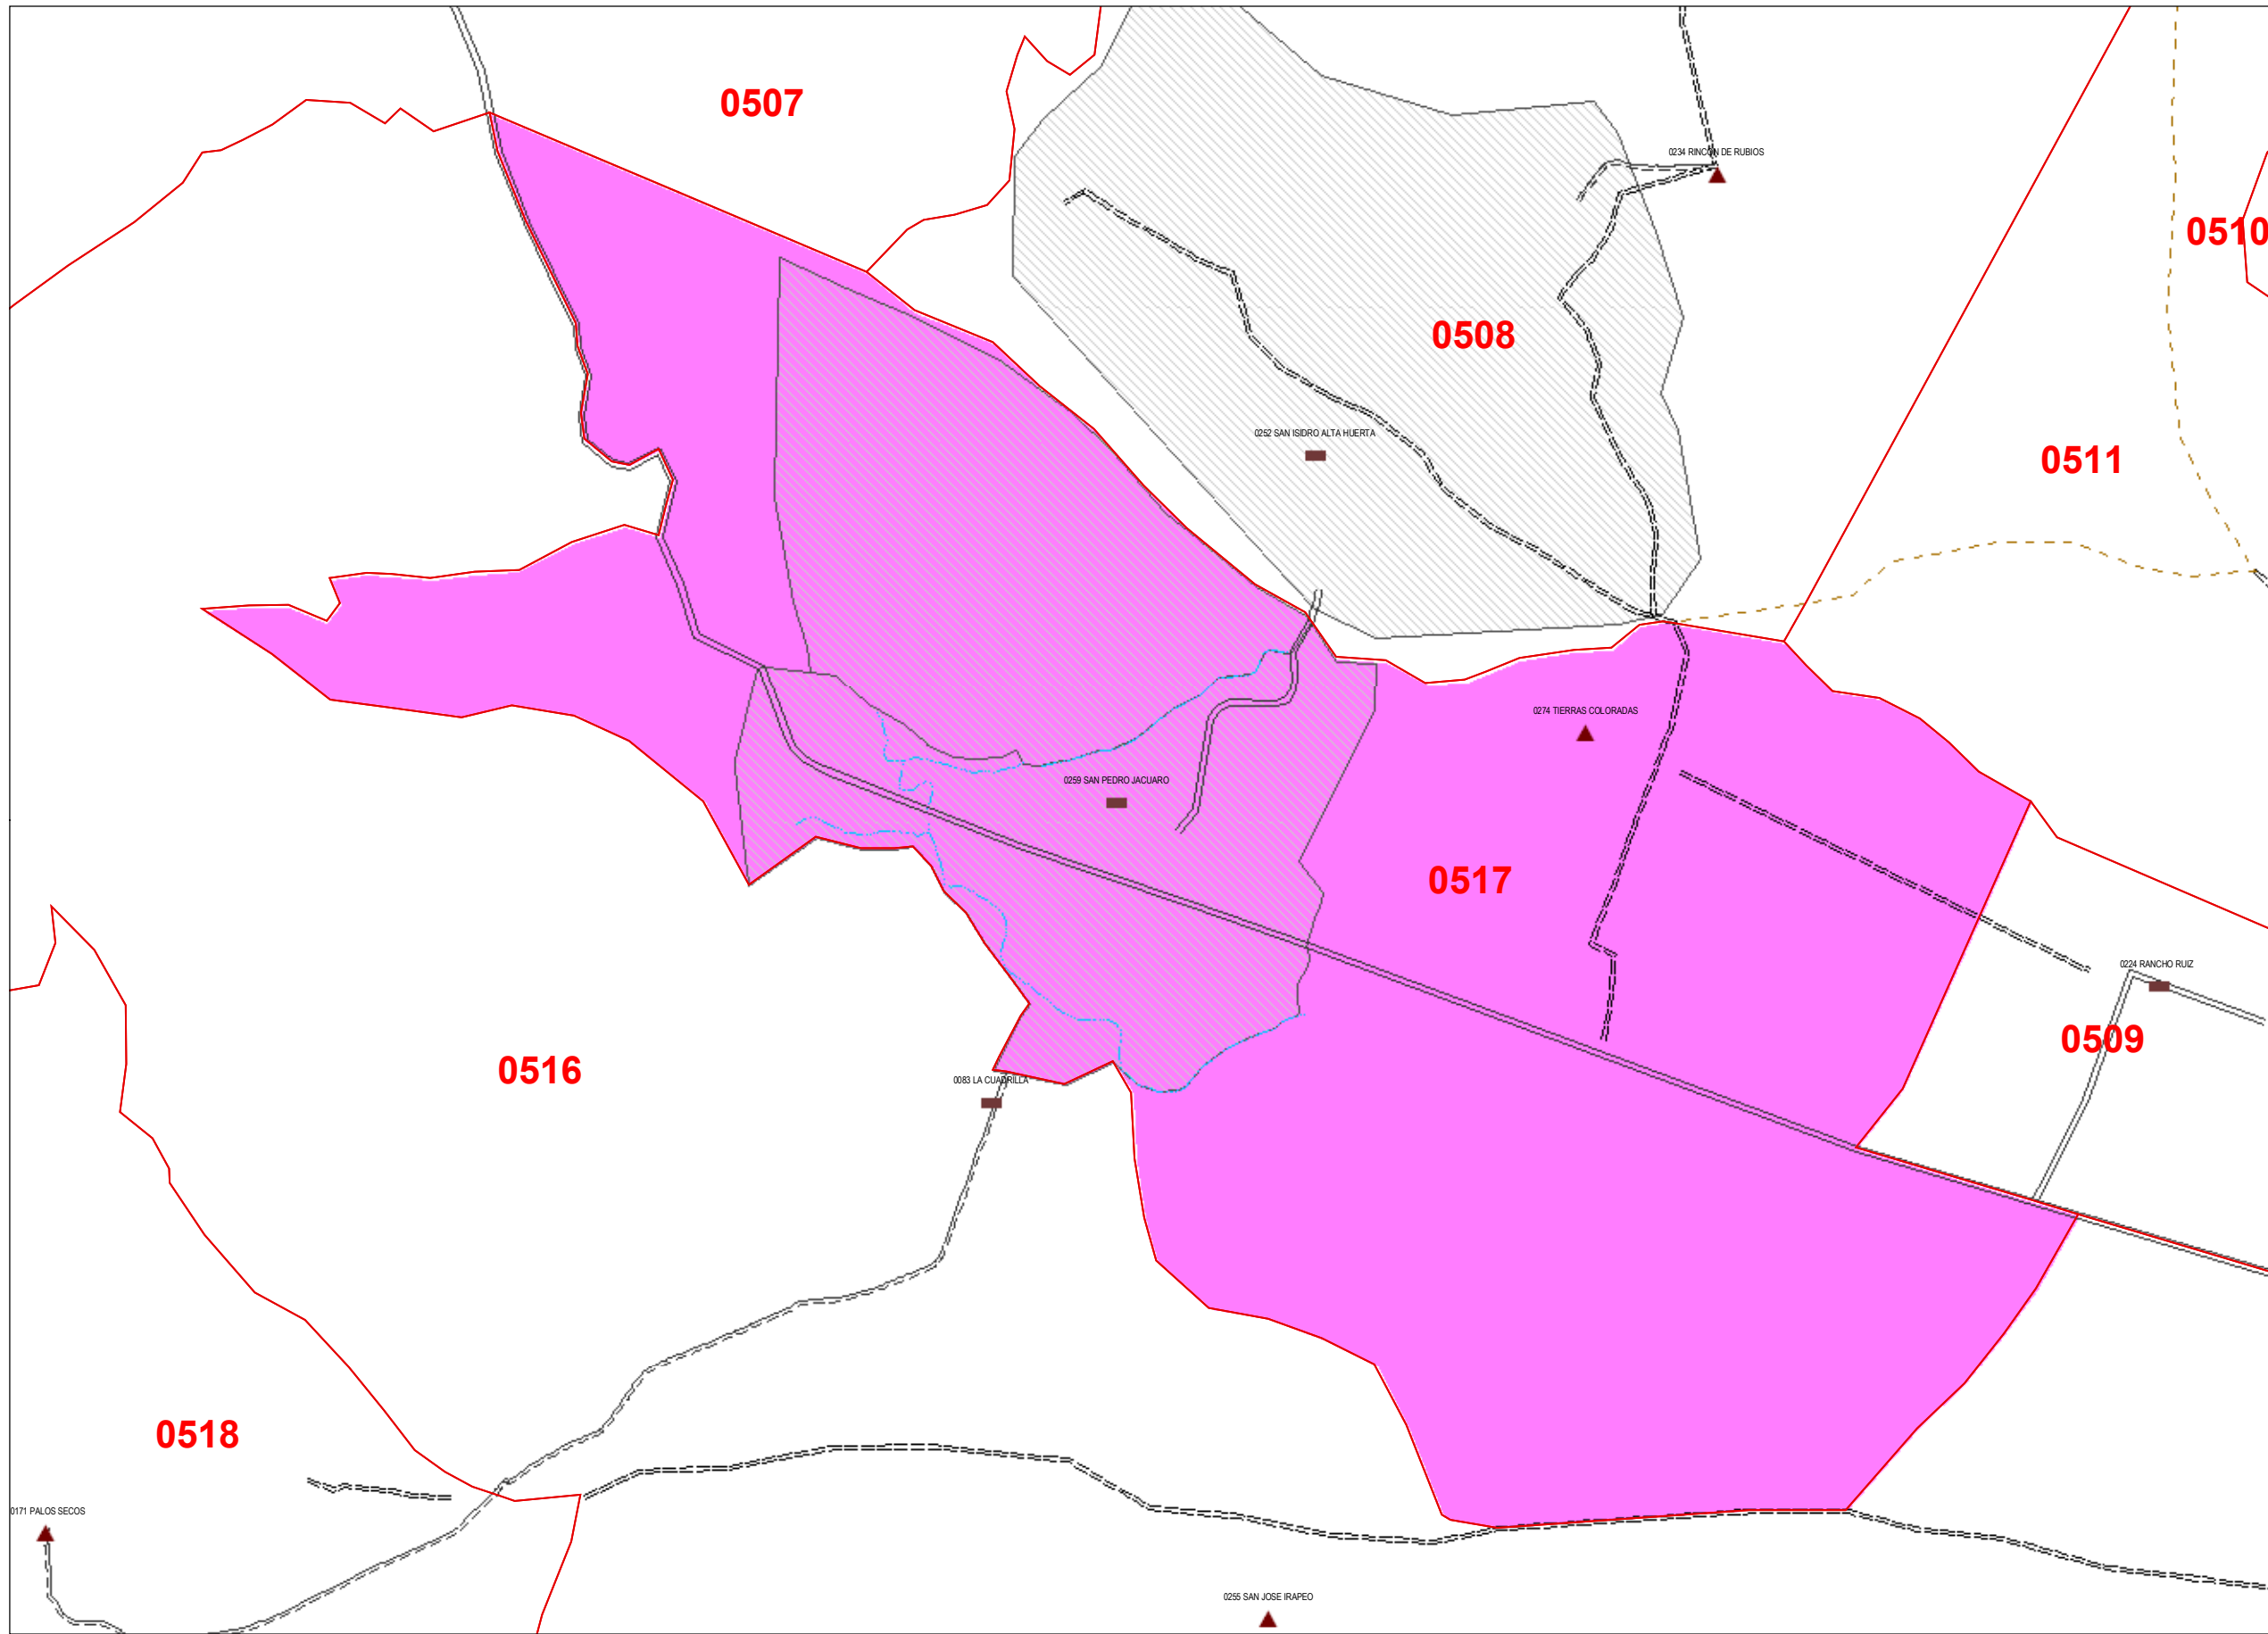 0507
0234 RINCON DE RUBIOS
0510
0508
0252 SAN ISIDRO ALTA HUERTA
0511
0274 TIERRAS COLORADAS
0259 SAN PEDRO JACUARO
0517
0224 RANCHO RUIZ
0509
0516
0083 LA CUADRILLA
0518
0171 PALOS SECOS
0255 SAN JOSE IRAPEO